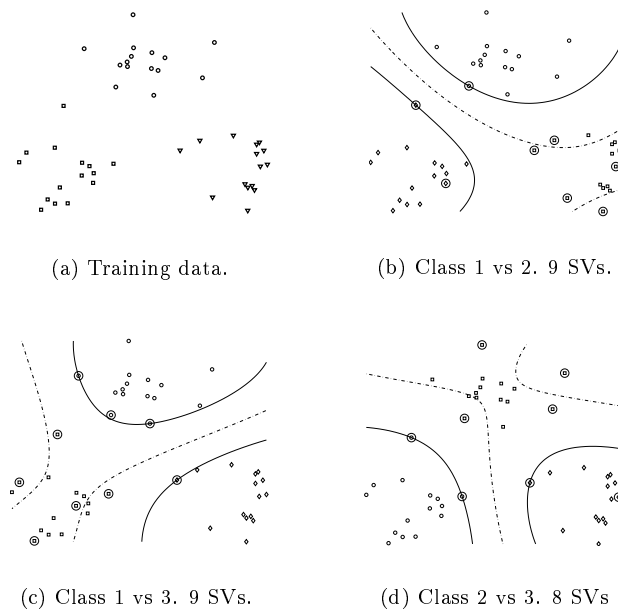 (a) Training data.
(b) Class 1 vs 2. 9 SVs.
(c) Class 1 vs 3. 9 SVs.
(d) Class 2 vs 3. 8 SVs